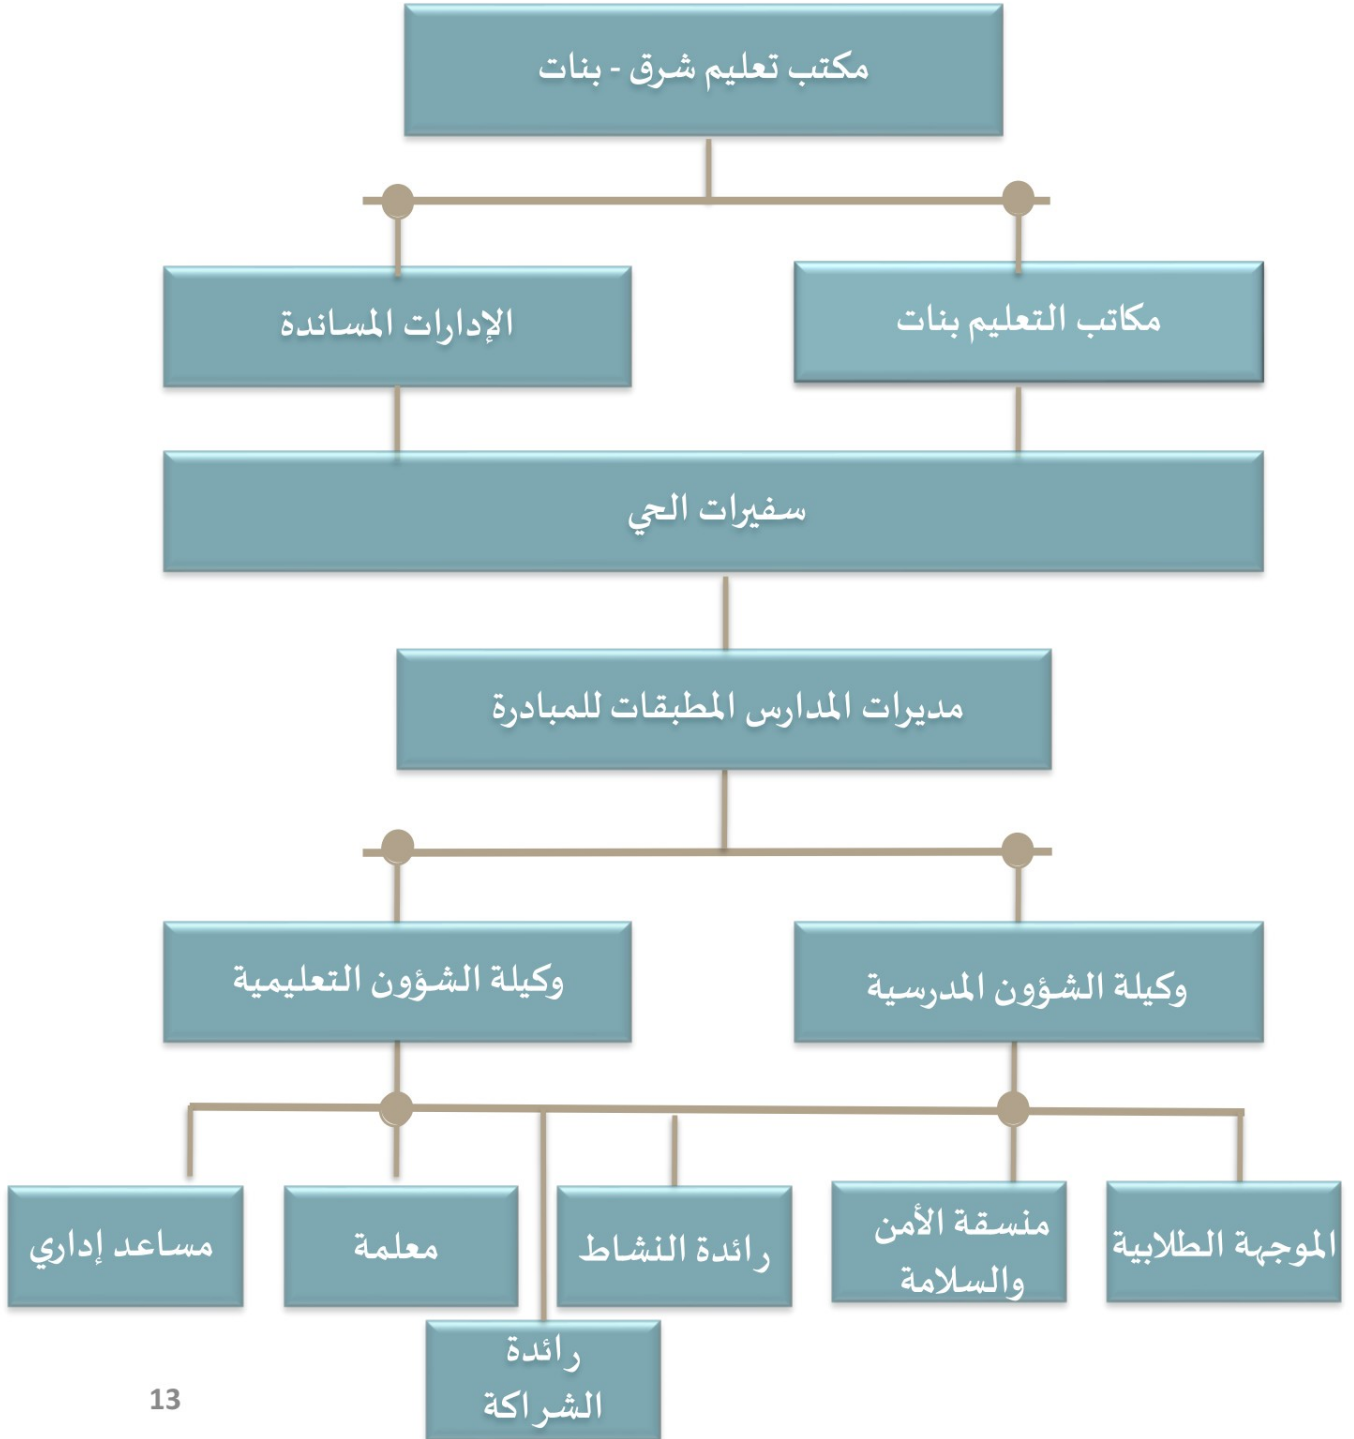 مكتب تعليم شرق - بنات
مكاتب التعليم بنات
الإدارات المساندة
سفيرات الحي
مديرات المدارس المطبقات للمبادرة
وكيلة الشؤون المدرسية
وكيلة الشؤون التعليمية
الموجهة الطلابية
منسقة الأمن
والسلامة
رائدة النشاط
معلمة
مساعد إداري
رائدة
الشراكة
13